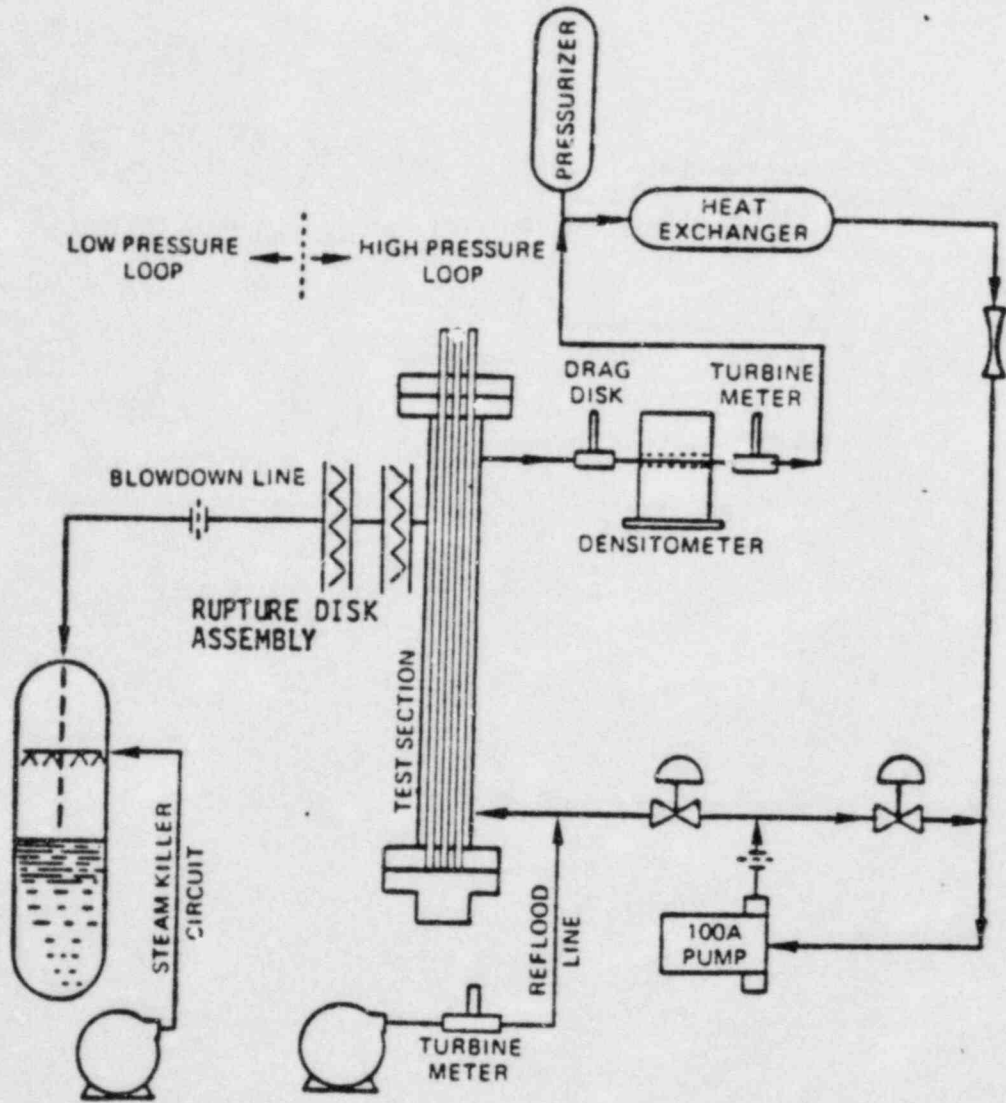 PRESSURIZER
HEAT
EXCHANGER
LOW PRESSURE
LOOP
HIGH PRESSURE
LOOP
DRAG
DISK
TURBINE
METER
BLOWDOWN LINE
DENSITOMETER
RUPTURE DISK
ASSEMBLY
TEST SECTION
STEAM KILLER
CIRCUIT
REFLOOD
LINE
100A
PUMP
TURBINE
METER